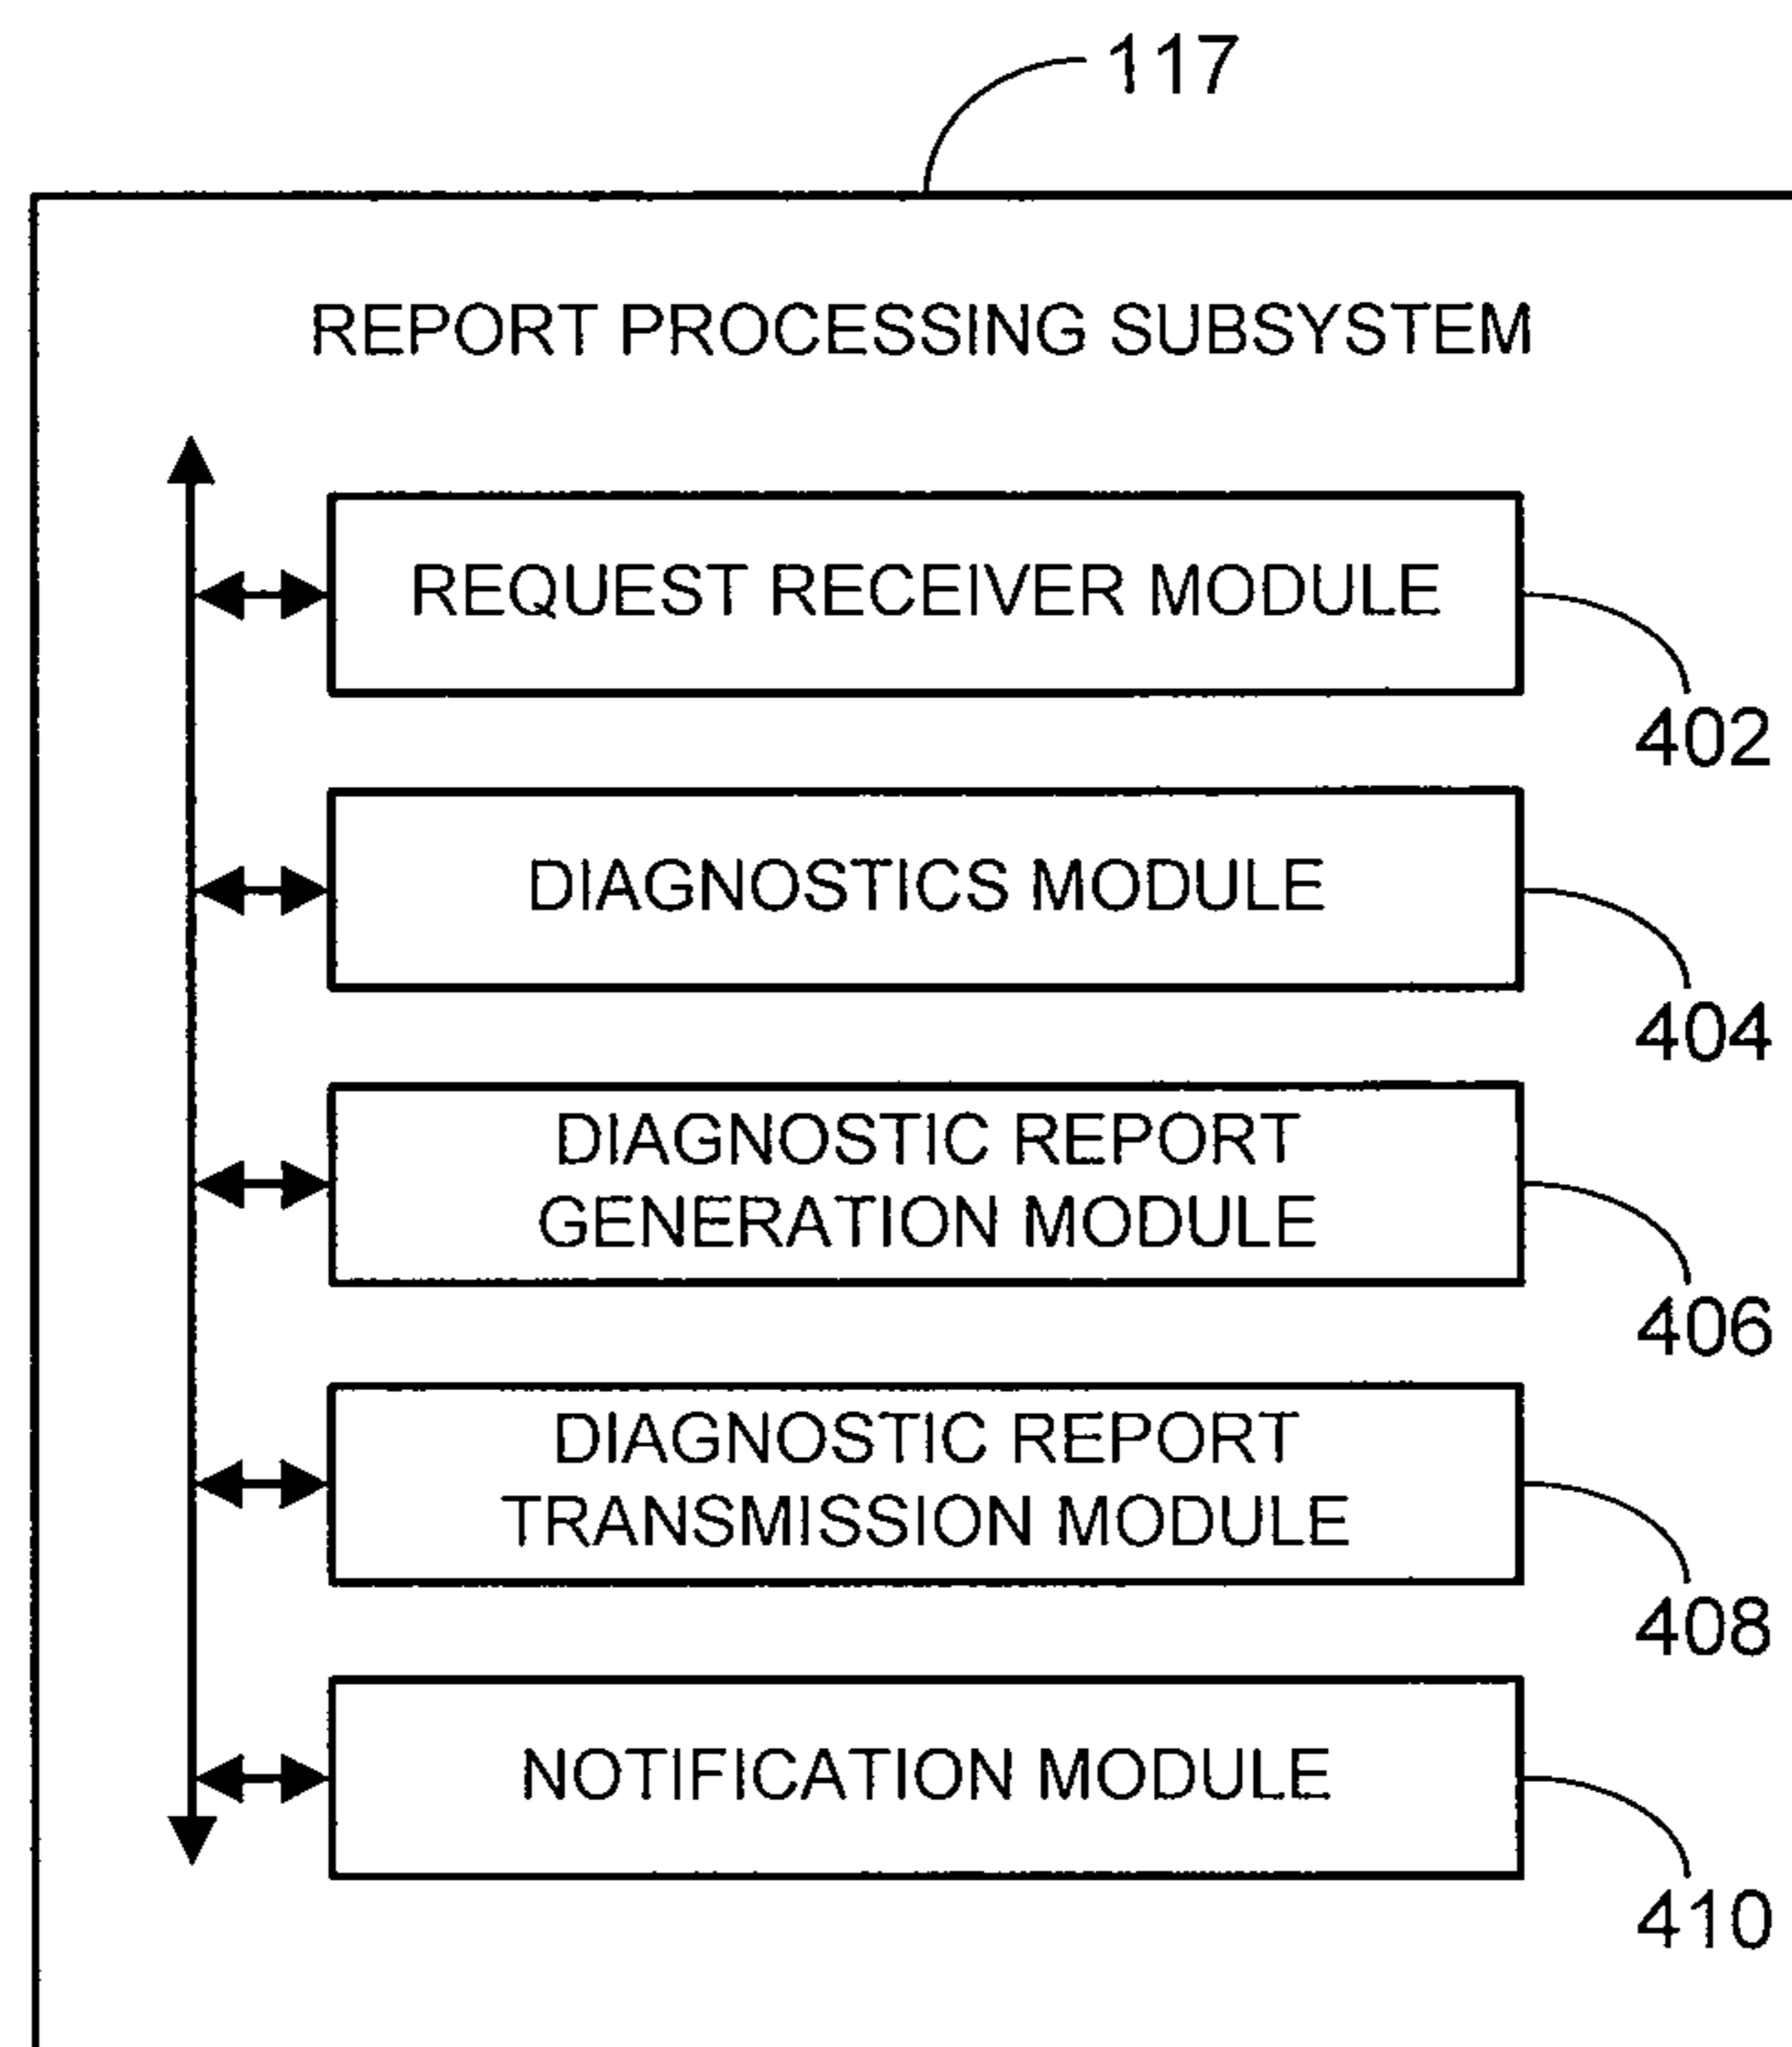 117
REPORT PROCESSING SUBSYSTEM
REQUEST RECEIVER MODULE
402
DIAGNOSTICS MODULE
404
DIAGNOSTIC REPORT
GENERATION MODULE
406
DIAGNOSTIC REPORT
TRANSMISSION MODULE
408
NOTIFICATION MODULE
410